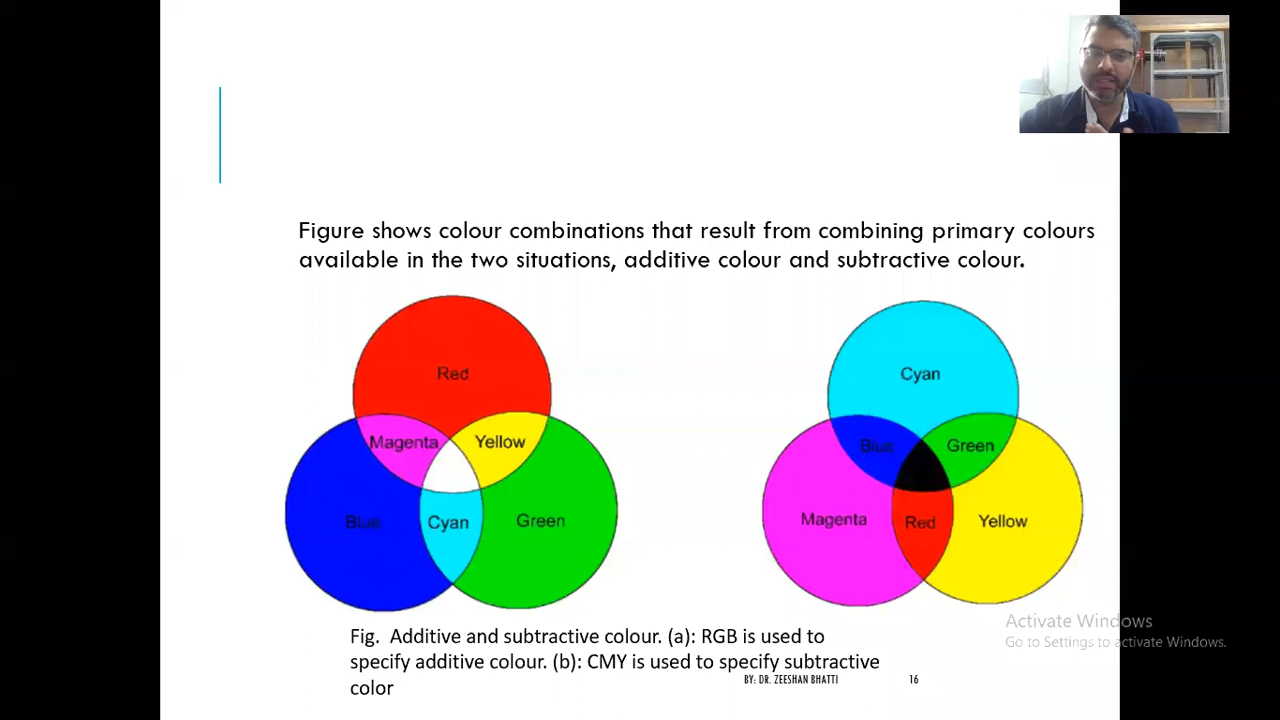 Figure shows colour combinations that result from combining primary colours
available in the two situations, additive colour and subtractive colour.
Red
Magenta
Yellow
Blue
Cyan
Green
Cyan
Blue
Green
Magenta
Red
Yellow
Fig. Additive and subtractive colour. (a): RGB is used to
specify additive colour. (b): CMY is used to specify subtractive
color
BY: DR. ZEESHAN BHATTI
16
Activate Windows
Go to Settings to activate Windows.